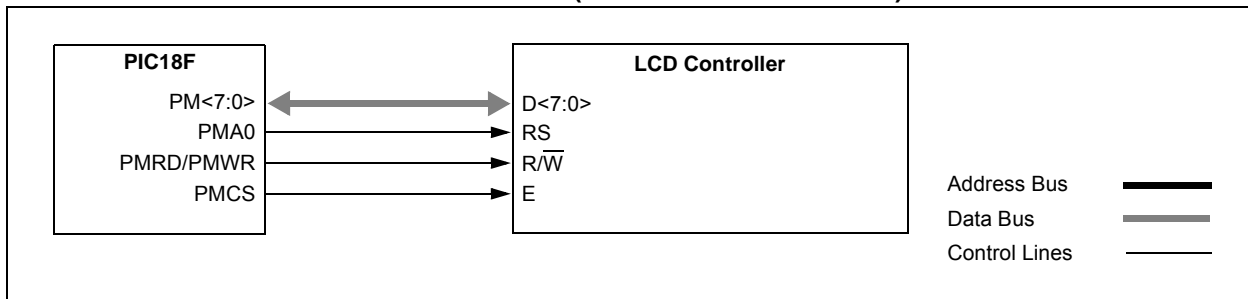 PIC18F
LCD Controller
PM<7:0>
D<7:0>
PMA0
RS
PMRD/PMWR
R/W̅
PMCS
E
Address Bus
Data Bus
Control Lines